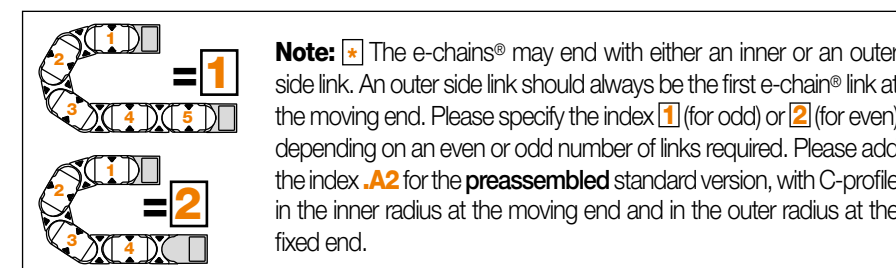 1
2
3
4
5
=1
1
2
3
4
=2
Note: * The e-chains® may end with either an inner or an outer
side link. An outer side link should always be the first e-chain® link at
the moving end. Please specify the index 1 (for odd) or 2 (for even)
depending on an even or odd number of links required. Please add
the index .A2 for the preassembled standard version, with C-profile
in the inner radius at the moving end and in the outer radius at the
fixed end.